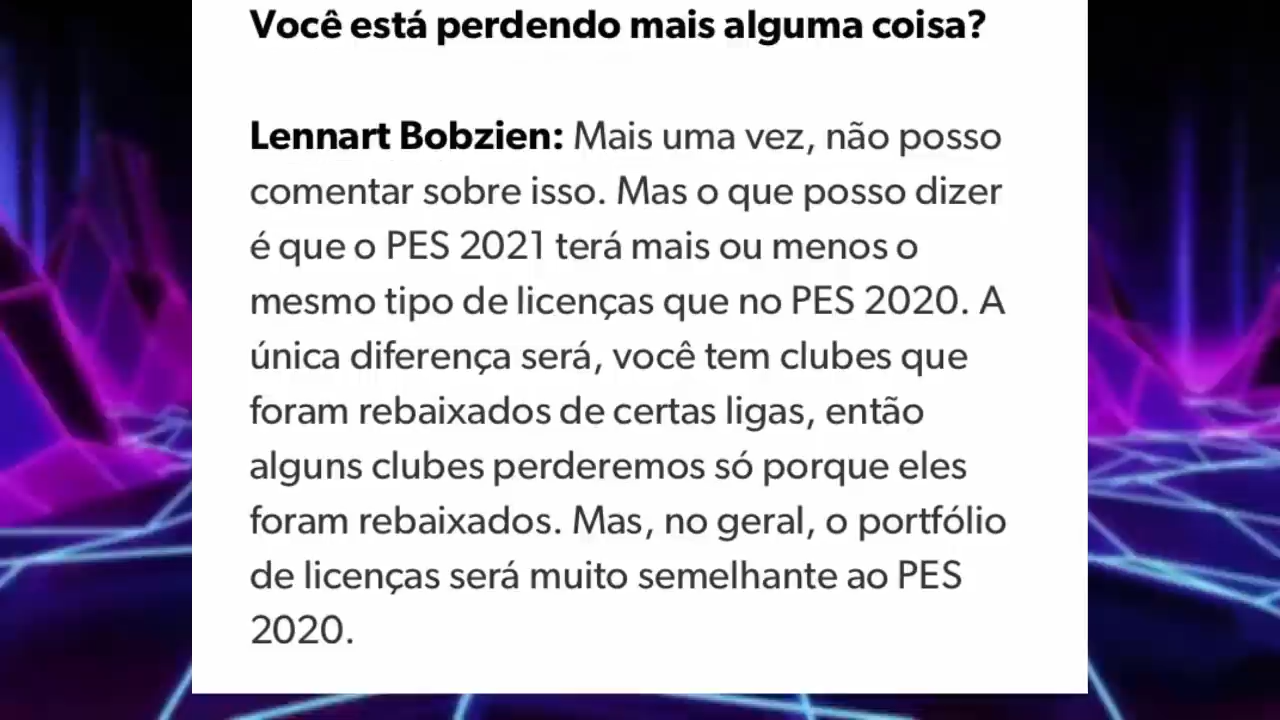 Você está perdendo mais alguma coisa?
Lennart Bobzien: Mais uma vez, não posso
comentar sobre isso. Mas o que posso dizer
é que o PES 2021 terá mais ou menos o
mesmo tipo de licenças que no PES 2020. A
única diferença será, você tem clubes que
foram rebaixados de certas ligas, então
alguns clubes perderemos só porque eles
foram rebaixados. Mas, no geral, o portfólio
de licenças será muito semelhante ao PES
2020.